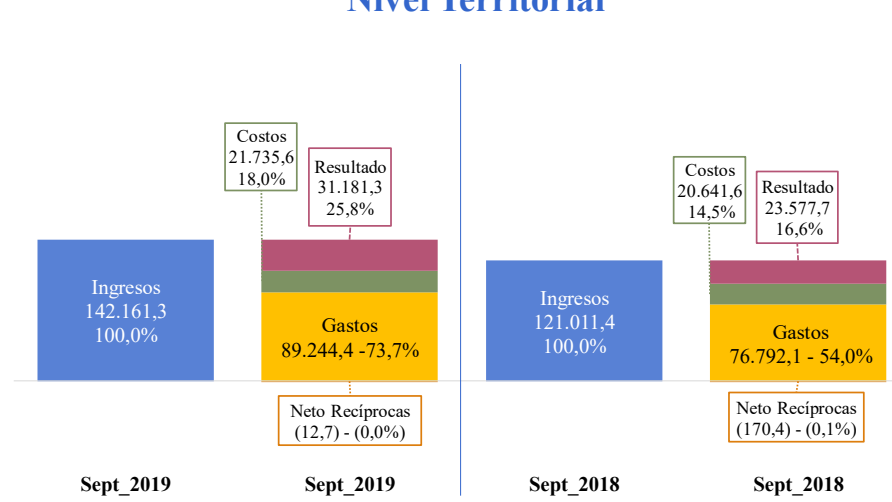 Nivel Territorial
Costos
21.735,6
18,0%
Resultado
31.181,3
25,8%
Ingresos
142.161,3
100,0%
Gastos
89.244,4 -73,7%
Neto Recíprocas
(12,7) - (0,0%)
Sept_2019
Sept_2019
Costos
20.641,6
14,5%
Resultado
23.577,7
16,6%
Ingresos
121.011,4
100,0%
Gastos
76.792,1 - 54,0%
Neto Recíprocas
(170,4) - (0,1%)
Sept_2018
Sept_2018